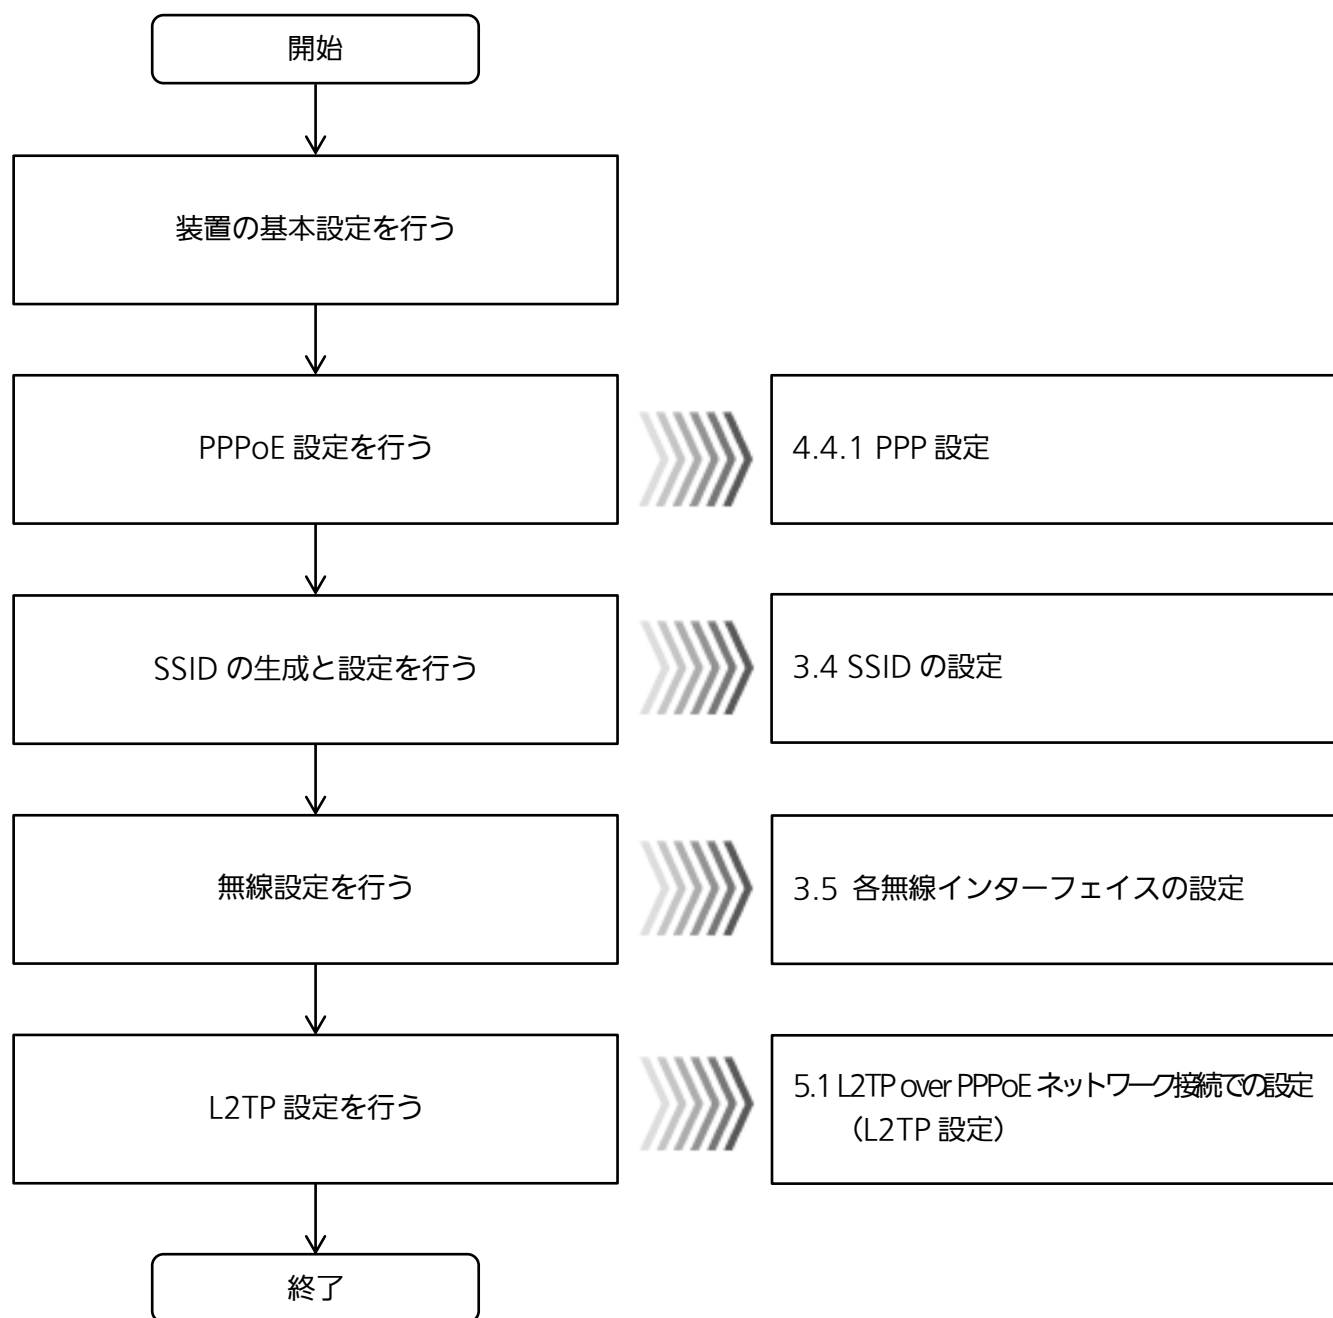 開始
装置の基本設定を行う
PPPoE 設定を行う
4.4.1 PPP 設定
SSID の生成と設定を行う
3.4 SSID の設定
無線設定を行う
3.5 各無線インターフェイスの設定
L2TP 設定を行う
5.1 L2TP over PPPoE ネットワーク接続での設定
（L2TP 設定）
終了